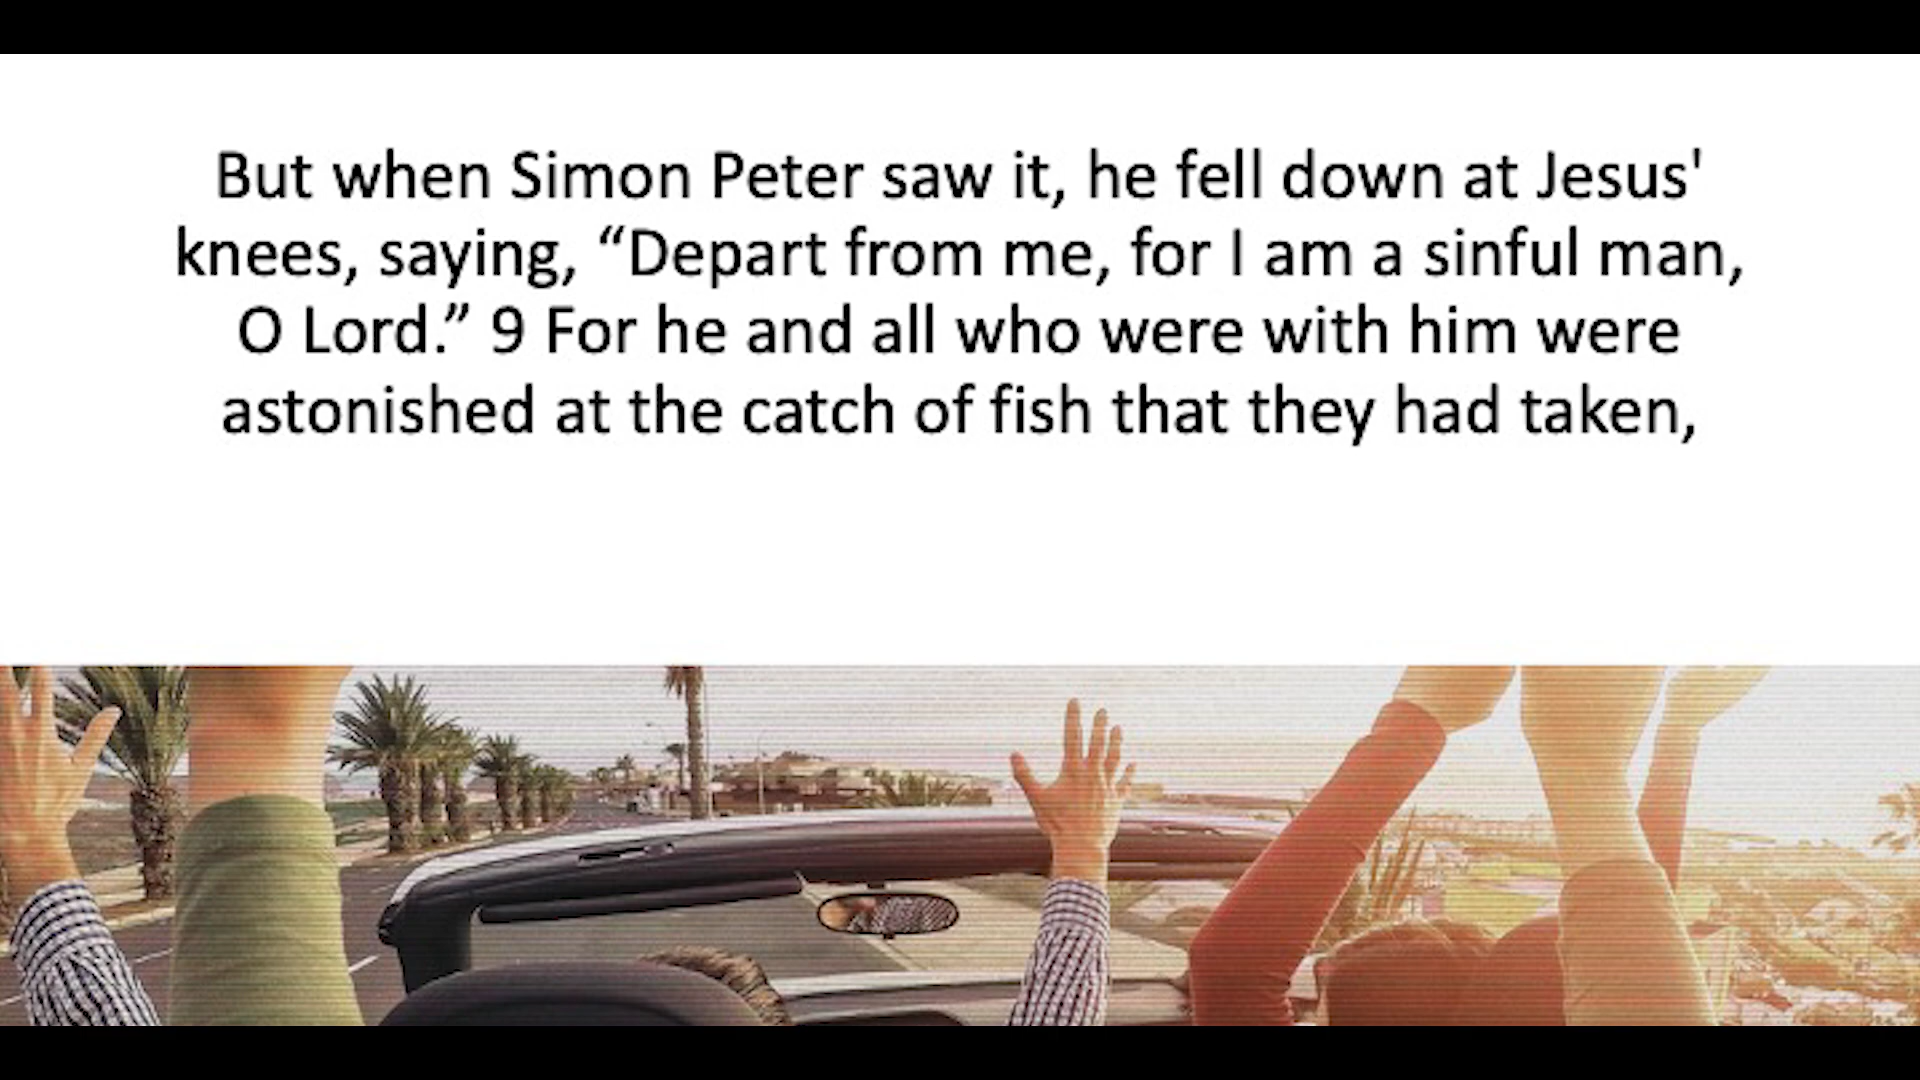 But when Simon Peter saw it, he fell down at Jesus'
knees, saying, “Depart from me, for I am a sinful man,
O Lord.” 9 For he and all who were with him were
astonished at the catch of fish that they had taken,